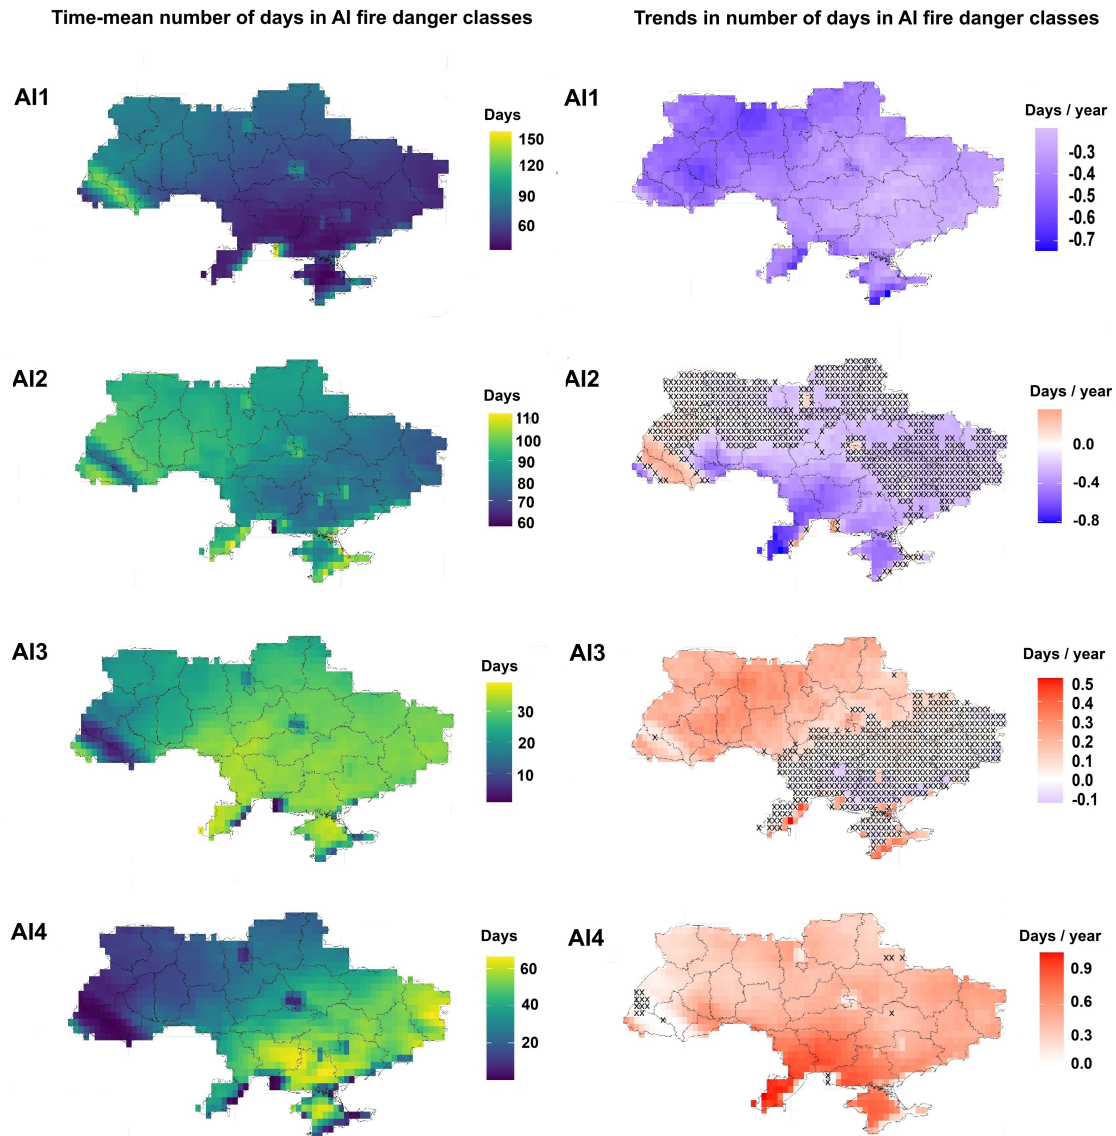 Time-mean number of days in AI fire danger classes
Trends in number of days in AI fire danger classes
AI1
Days
150
120
90
60
AI1
Days / year
-0.3
-0.4
-0.5
-0.6
-0.7
AI2
Days
110
100
90
80
70
60
AI2
Days / year
0.0
-0.4
-0.8
AI3
Days
30
20
10
AI3
Days / year
0.5
0.4
0.3
0.2
0.1
0.0
-0.1
AI4
Days
60
40
20
AI4
Days / year
0.9
0.6
0.3
0.0